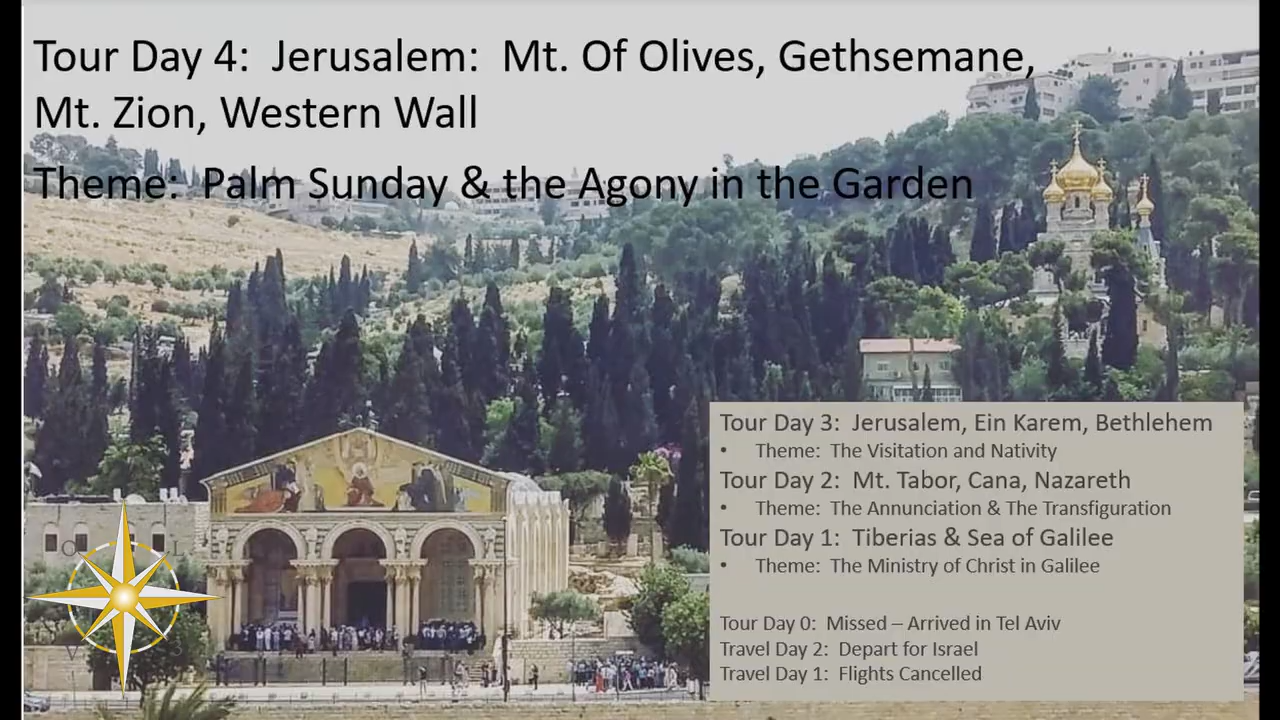 Tour Day 4: Jerusalem: Mt. Of Olives, Gethsemane,
Mt. Zion, Western Wall
Theme: Palm Sunday & the Agony in the Garden
Tour Day 3: Jerusalem, Ein Karem, Bethlehem
• Theme: The Visitation and Nativity
Tour Day 2: Mt. Tabor, Cana, Nazareth
• Theme: The Annunciation & The Transfiguration
Tour Day 1: Tiberias & Sea of Galilee
• Theme: The Ministry of Christ in Galilee
Tour Day 0: Missed – Arrived in Tel Aviv
Travel Day 2: Depart for Israel
Travel Day 1: Flights Cancelled